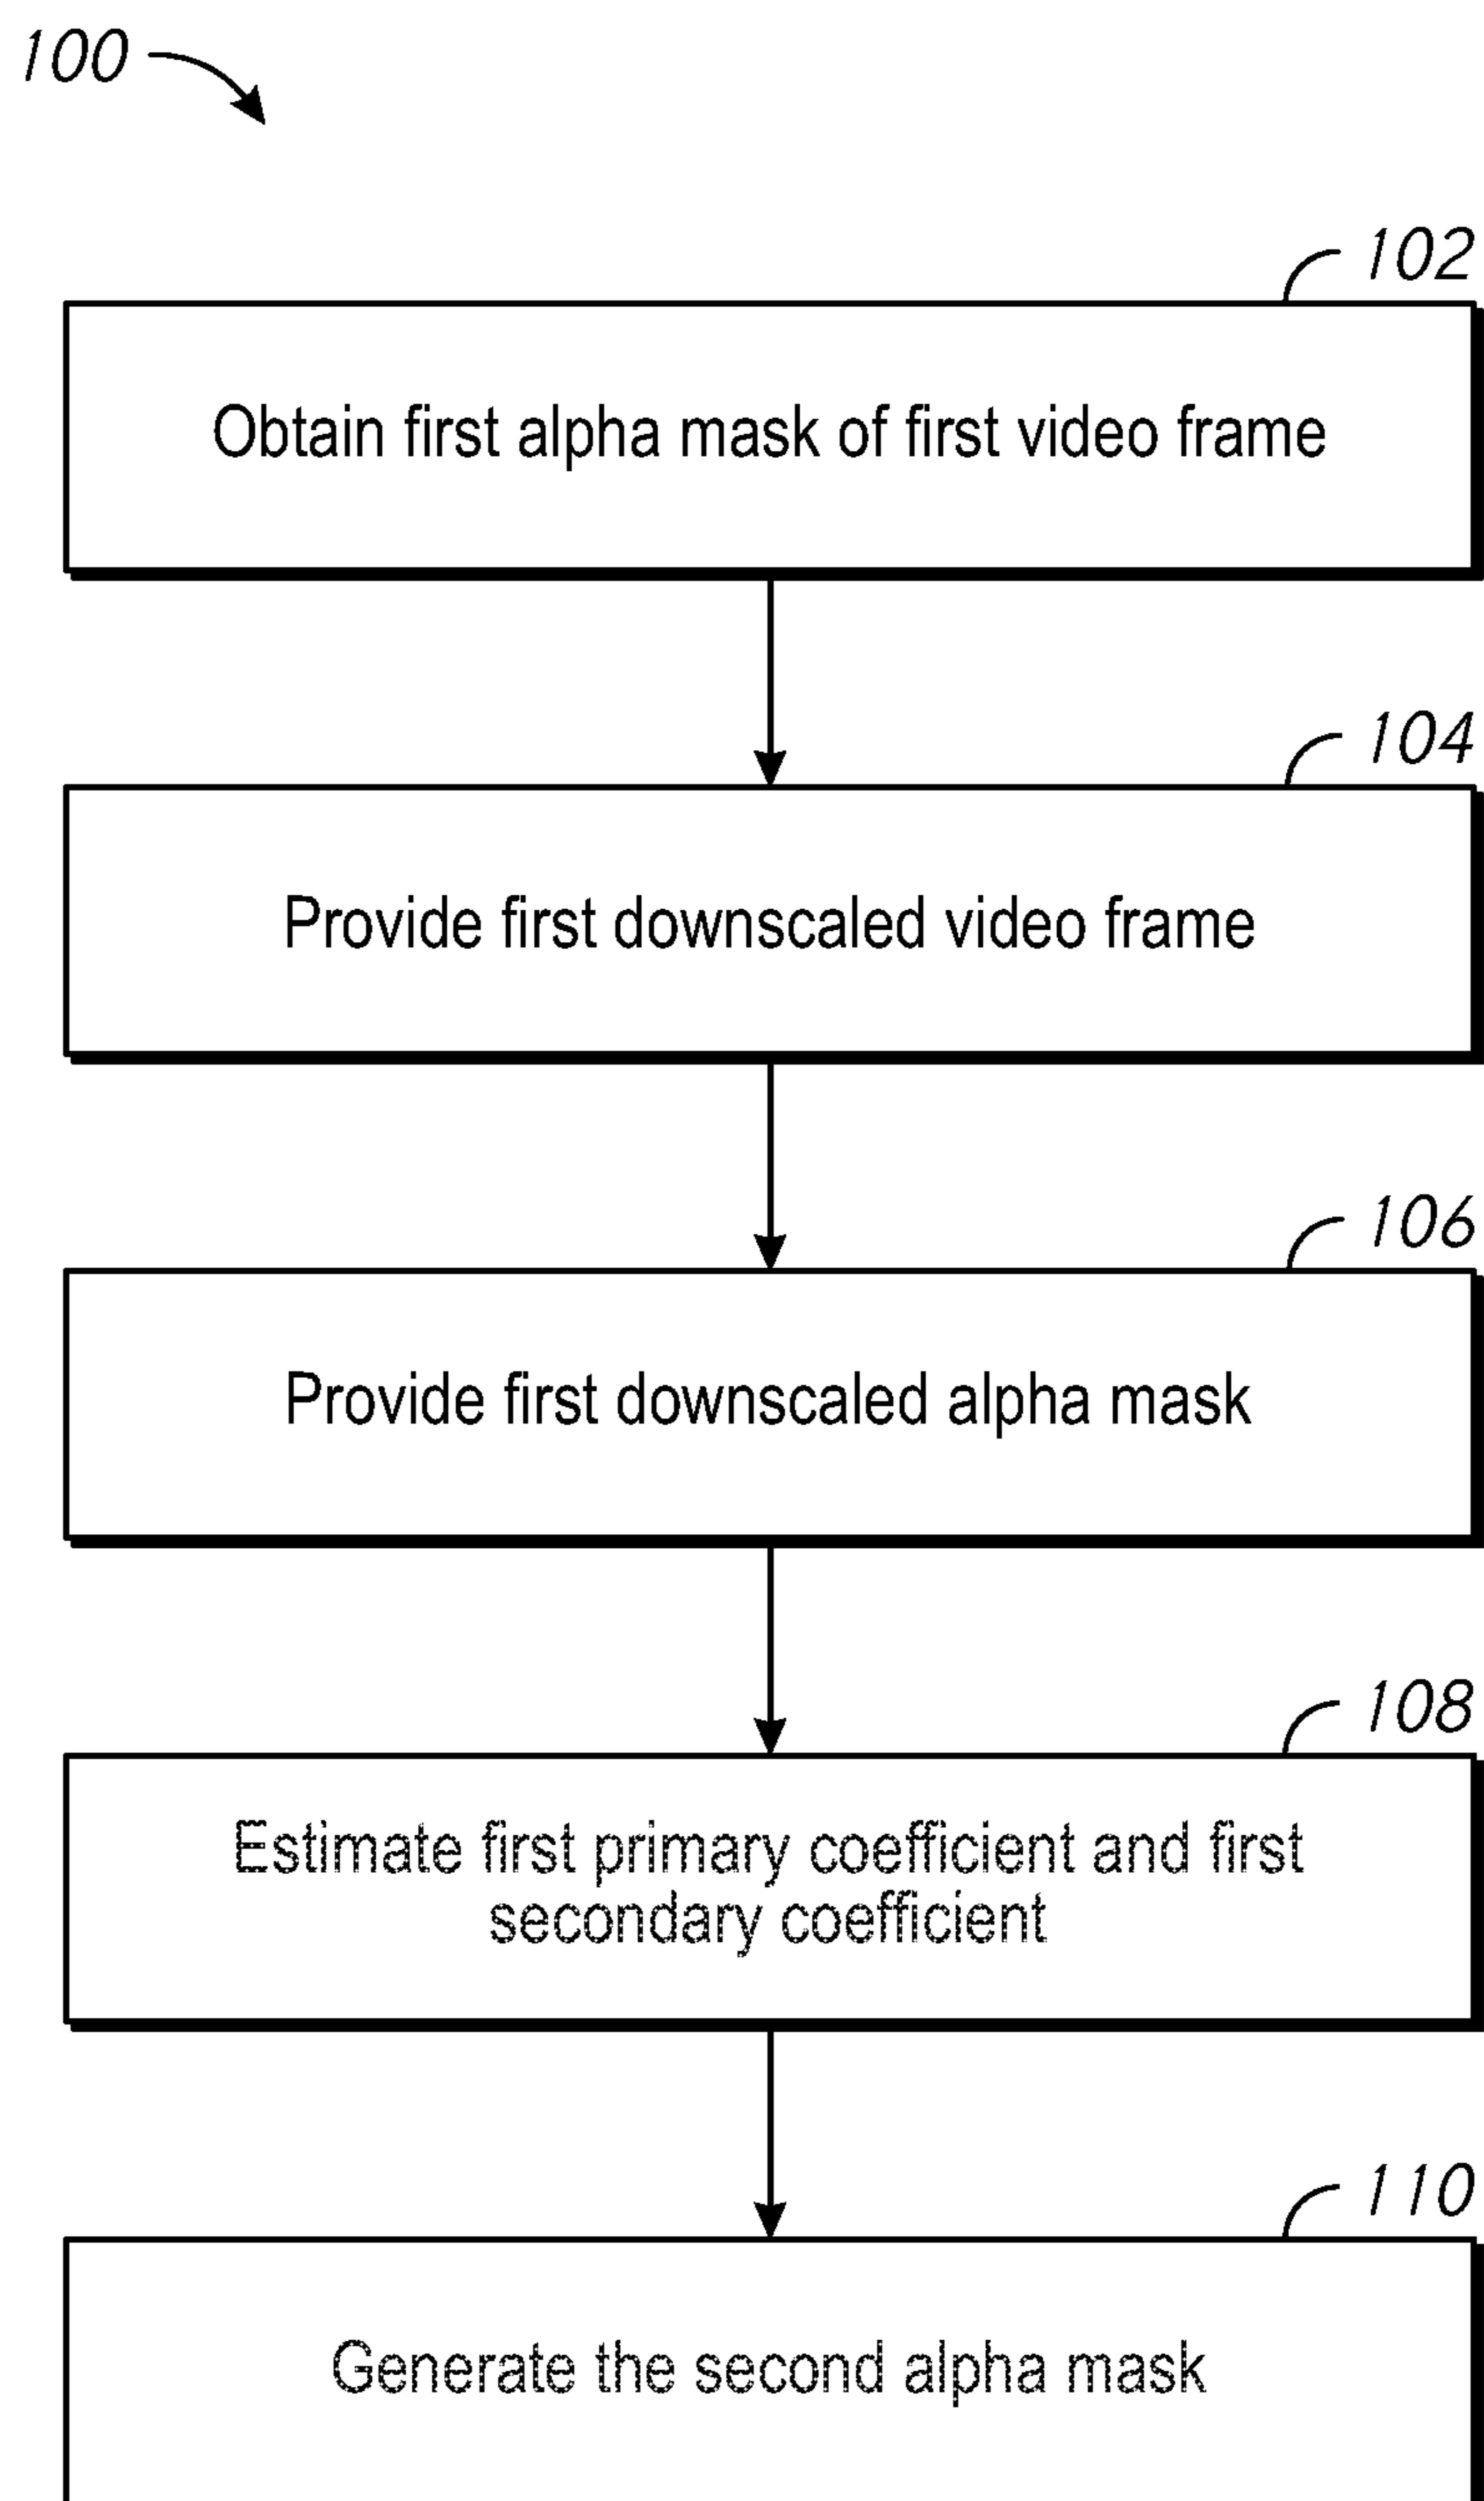 100
102
Obtain first alpha mask of first video frame
104
Provide first downscaled video frame
106
Provide first downscaled alpha mask
108
Estimate first primary coefficient and first
secondary coefficient
110
Generate the second alpha mask